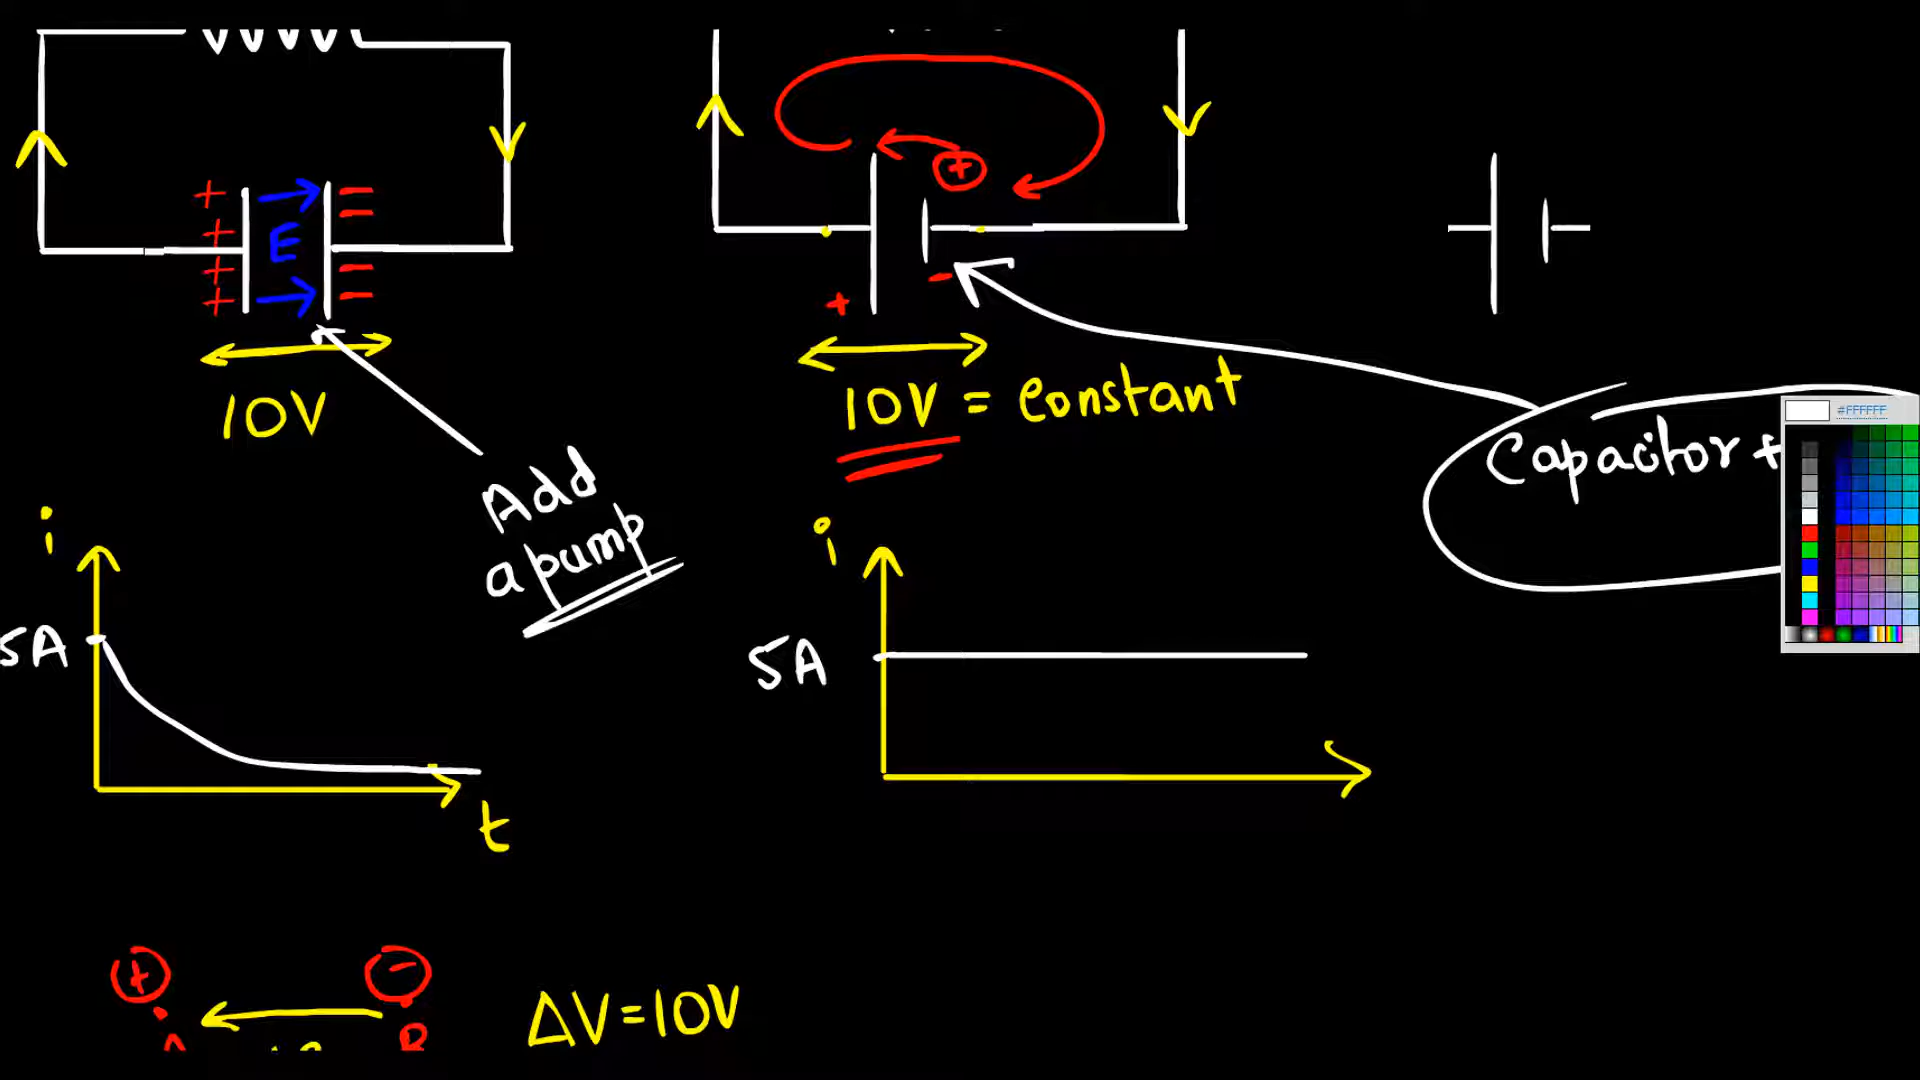 + + + +
E
10V
Add
a pump
+
+ -
10V = constant
Capacitor +
#FFFFFF
i
5A
t
i
5A
+ -
ΔV=10V